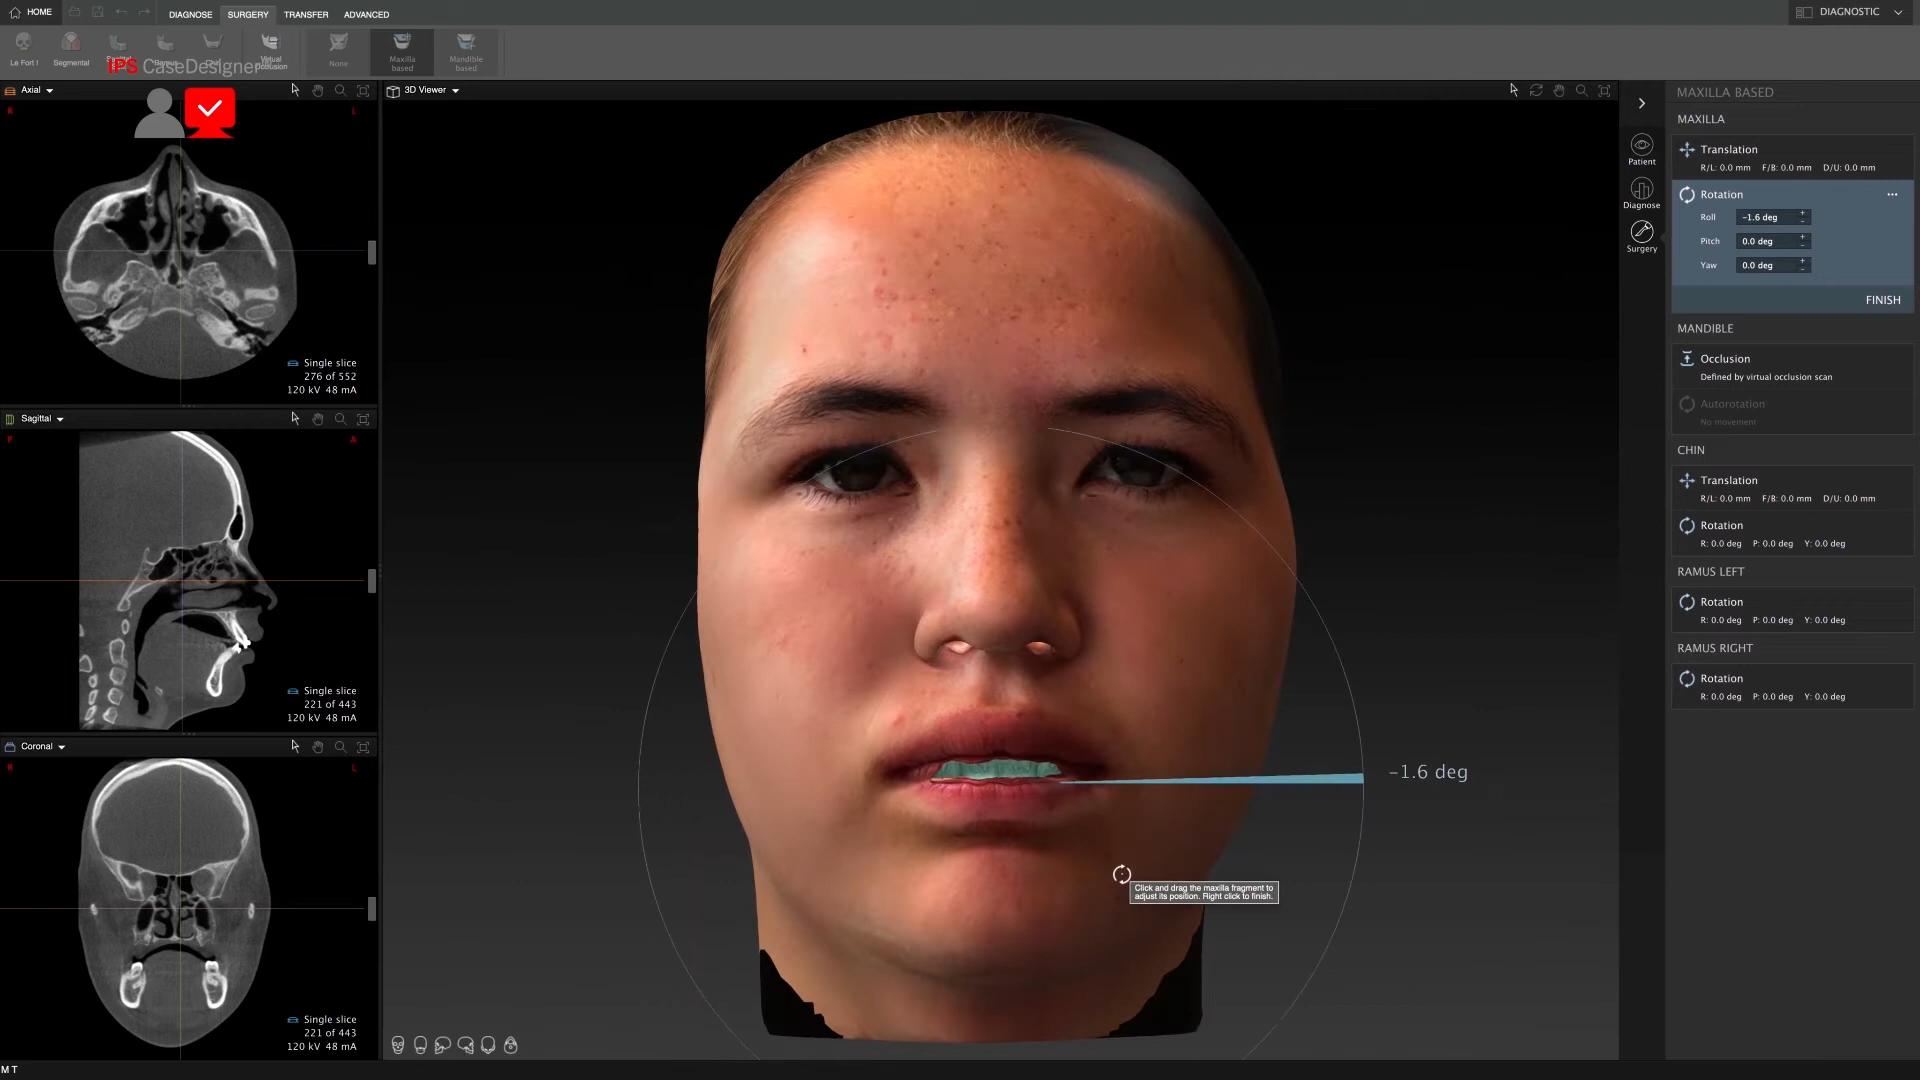 HOME
DIAGNOSE SURGERY TRANSFER ADVANCED
DIAGNOSTIC
Le Fort I Segmental
None Maxilla based Mandible based
IPS CaseDesigner
Axial
R L
Single slice
276 of 552
120 kV 48 mA
Sagittal
P A
Single slice
221 of 443
120 kV 48 mA
Coronal
R L
Single slice
221 of 443
120 kV 48 mA
M T
3D Viewer
-1.6 deg
Click and drag the maxilla fragment to
adjust its position. Right click to finish.
Patient
Diagnose
Surgery
MAXILLA BASED
MAXILLA
Translation
R/L: 0.0 mm F/B: 0.0 mm D/U: 0.0 mm
Rotation
Roll -1.6 deg
Pitch 0.0 deg
Yaw 0.0 deg
FINISH
MANDIBLE
Occlusion
Defined by virtual occlusion scan
Autorotation
No movement
CHIN
Translation
R/L: 0.0 mm F/B: 0.0 mm D/U: 0.0 mm
Rotation
R: 0.0 deg P: 0.0 deg Y: 0.0 deg
RAMUS LEFT
Rotation
R: 0.0 deg P: 0.0 deg Y: 0.0 deg
RAMUS RIGHT
Rotation
R: 0.0 deg P: 0.0 deg Y: 0.0 deg